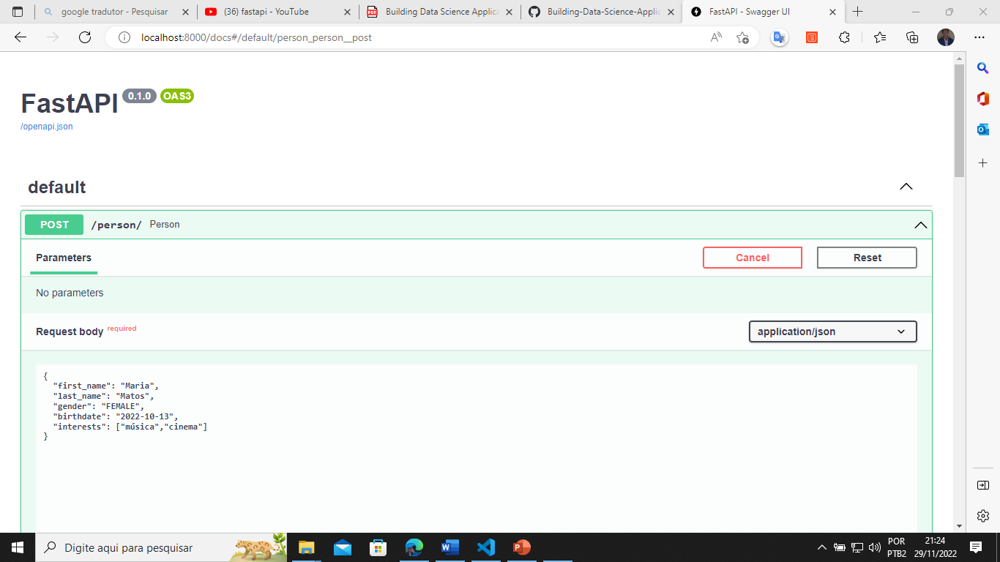 google tradutor - Pesquisar
(36) fastapi - YouTube
PDF
Building Data Science Applica
Building-Data-Science-Applic
FastAPI - Swagger UI
localhost:8000/docs#/default/person_person__post
FastAPI 0.1.0 OAS3
/openapi.json
default
POST /person/ Person
Parameters
Cancel
Reset
No parameters
Request body required
application/json
{
"first_name": "Maria",
"last_name": "Matos",
"gender": "FEMALE",
"birthdate": "2022-10-13",
"interests": ["música","cinema"]
}
Digite aqui para pesquisar
POR
PTB2
21:24
29/11/2022